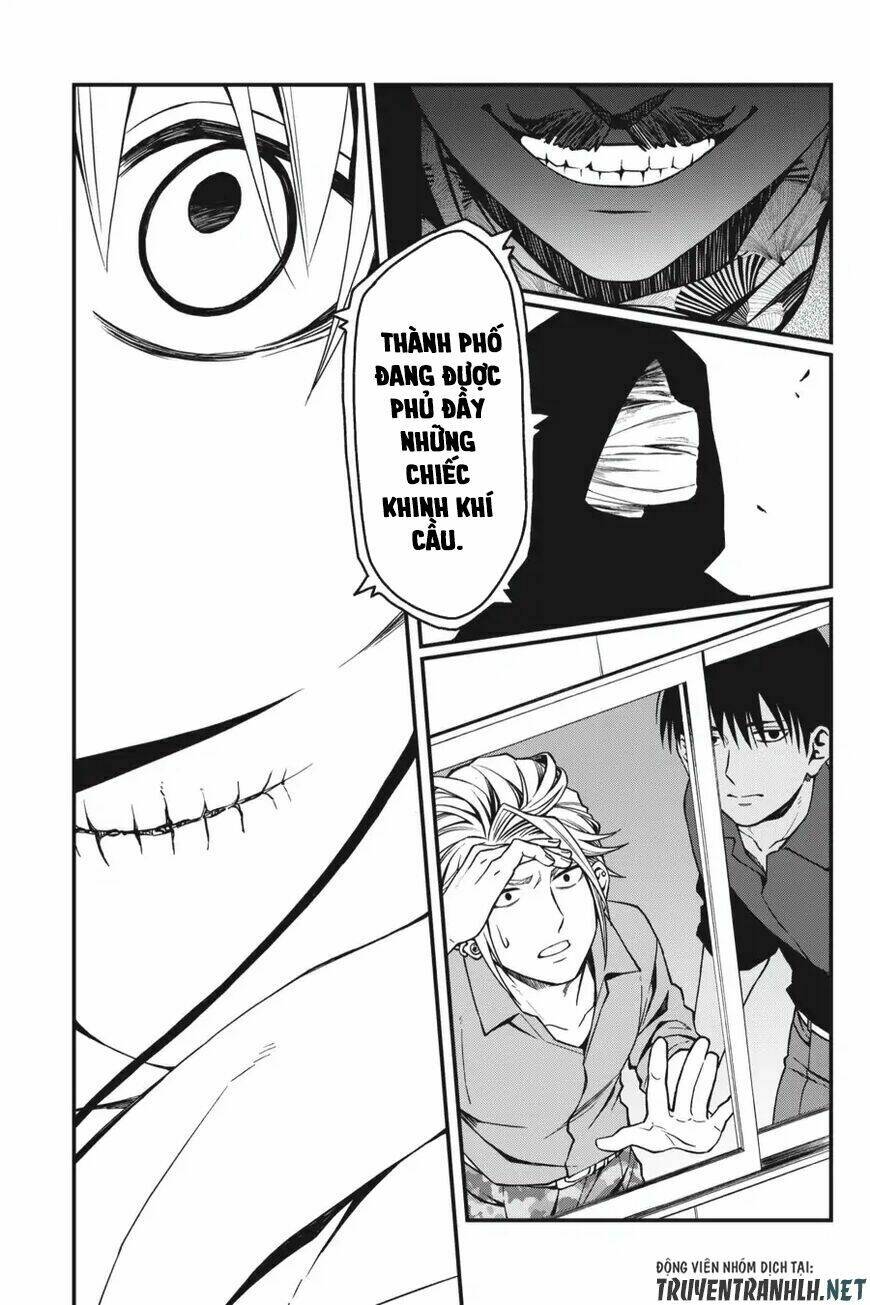 THÀNH PHỐ
ĐANG ĐƯỢC
PHỦ ĐẦY
NHỮNG
CHIẾC
KHINH KHÍ
CẦU.
ĐỘNG VIÊN NHÓM DỊCH TẠI:
TRUYENTRANHLH.NET